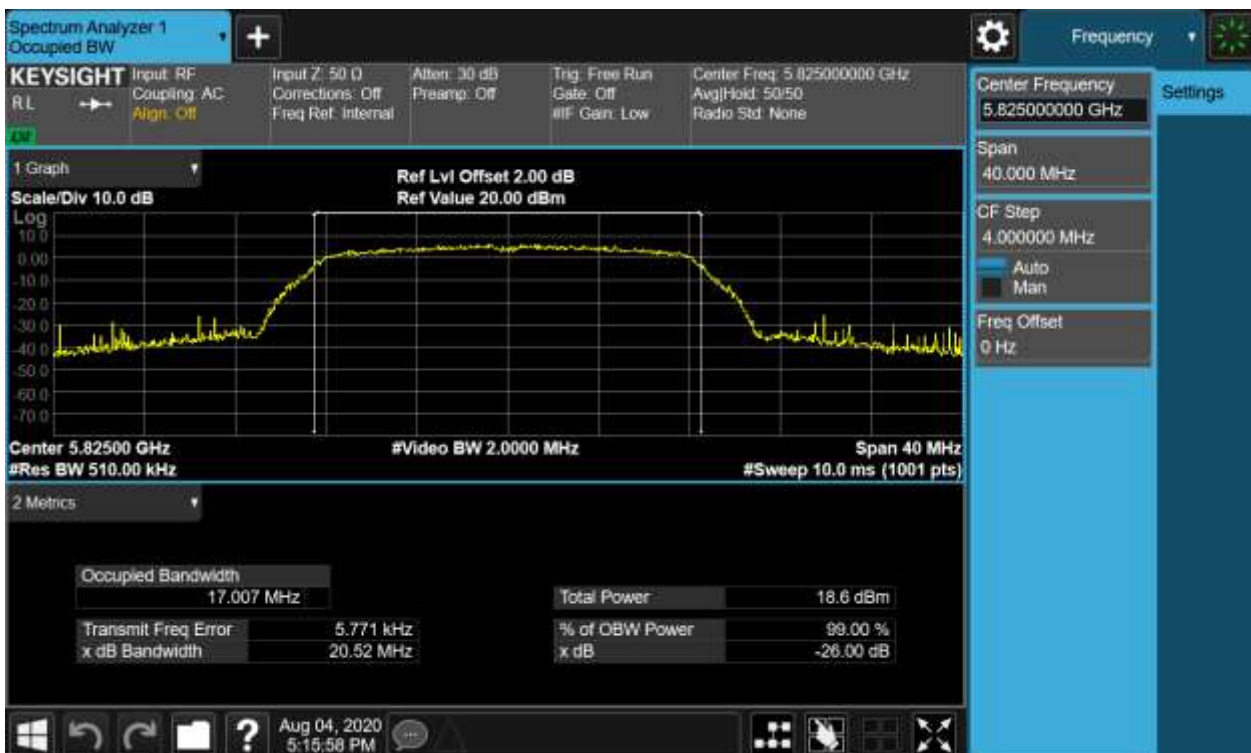 Spectrum Analyzer 1
Occupied BW
Frequency
KEYSIGHT
RL
Input: RF
Coupling: AC
Align: Off
Input Z: 50 Ω
Corrections: Off
Freq Ref: Internal
Atten: 30 dB
Preamp: Off
Trig: Free Run
Gate: Off
#IF Gain: Low
Center Freq: 5.825000000 GHz
Avg|Hold: 50/50
Radio Std: None
Center Frequency
5.825000000 GHz
Settings
Span
40.000 MHz
CF Step
4.000000 MHz
Auto
Man
Freq Offset
0 Hz
1 Graph
Scale/Div 10.0 dB
Ref Lvl Offset 2.00 dB
Ref Value 20.00 dBm
Log
10.0
0.00
-10.0
-20.0
-30.0
-40.0
-50.0
-60.0
-70.0
Center 5.82500 GHz
#Res BW 510.00 kHz
#Video BW 2.0000 MHz
Span 40 MHz
#Sweep 10.0 ms (1001 pts)
2 Metrics
Occupied Bandwidth
17.007 MHz
Total Power 18.6 dBm
Transmit Freq Error 5.771 kHz
% of OBW Power 99.00 %
x dB Bandwidth 20.52 MHz
x dB -26.00 dB
?
Aug 04, 2020
5:15:58 PM